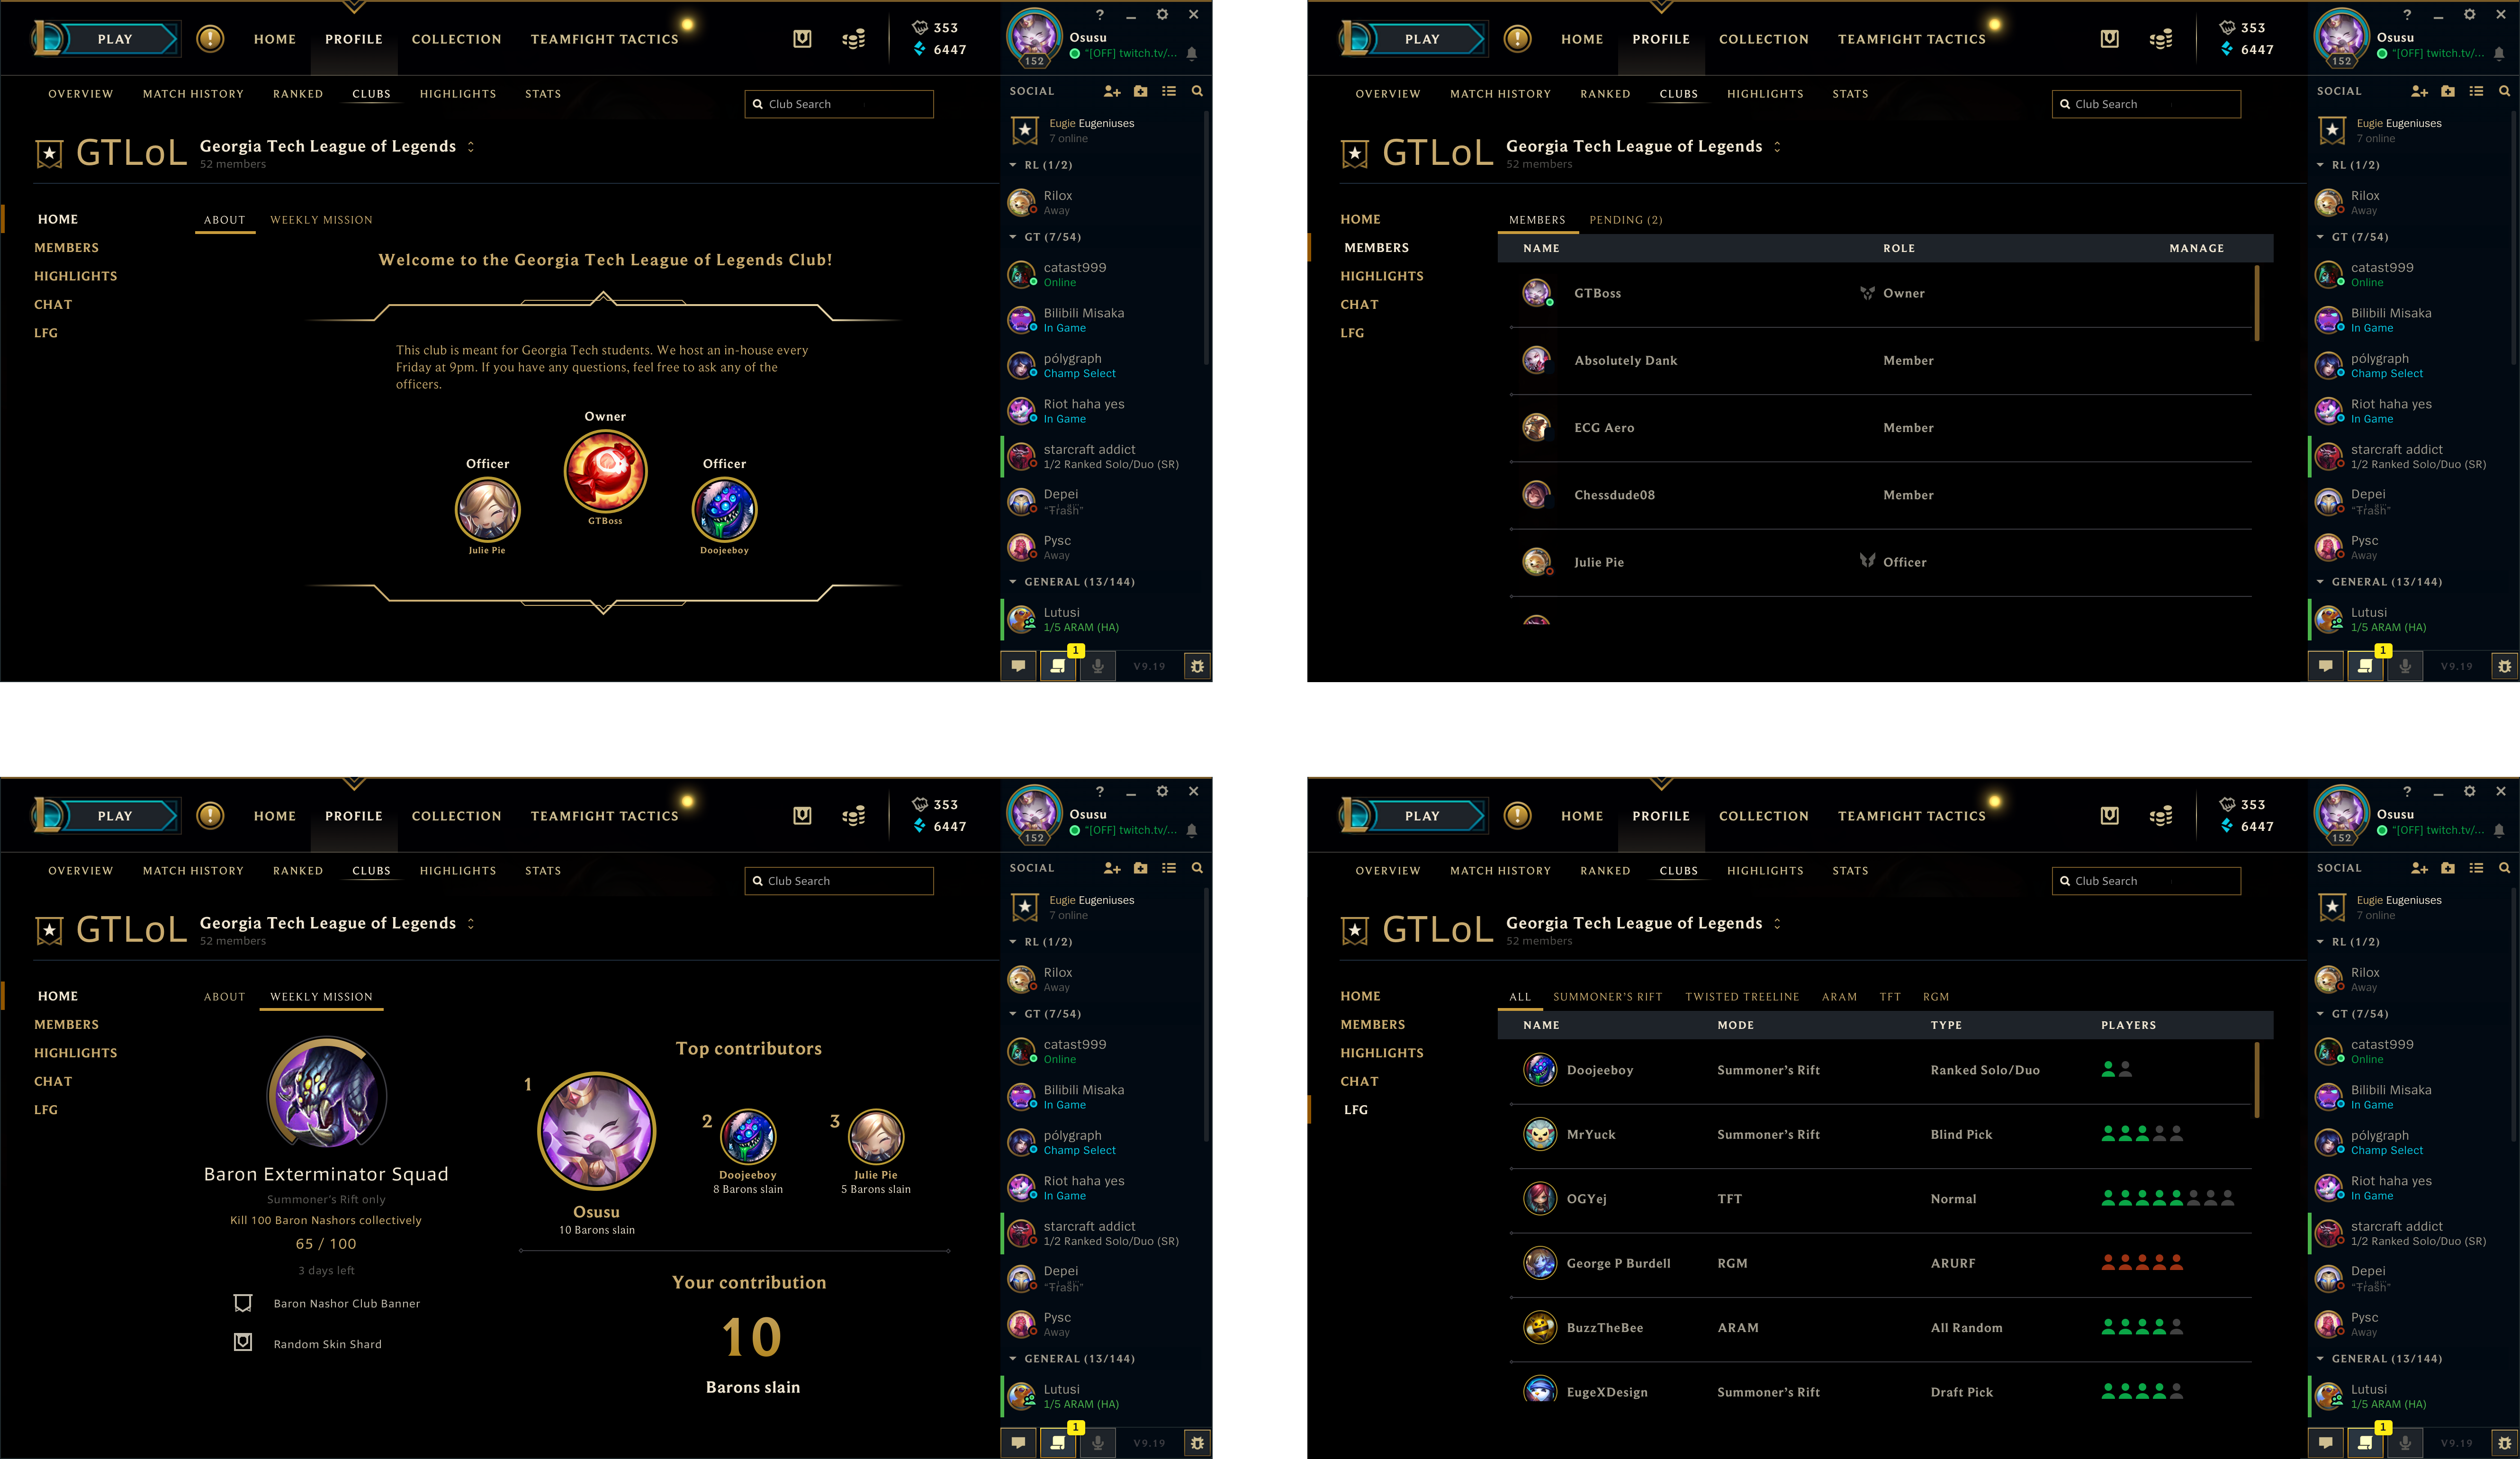 PLAY
HOME PROFILE COLLECTION TEAMFIGHT TACTICS
353
6447
152
Osusu
"[OFF] twitch.tv/...
OVERVIEW MATCH HISTORY RANKED CLUBS HIGHLIGHTS STATS
Club Search
GTLoL Georgia Tech League of Legends
52 members
HOME
MEMBERS
HIGHLIGHTS
CHAT
LFG
ABOUT WEEKLY MISSION
Welcome to the Georgia Tech League of Legends Club!
This club is meant for Georgia Tech students. We host an in-house every
Friday at 9pm. If you have any questions, feel free to ask any of the
officers.
Owner
Officer Officer
GTBoss
Julie Pie Doojeeboy
SOCIAL
Eugie Eugeniuses
7 online
RL (1/2)
Rilox
Away
GT (7/54)
catast999
Online
Bilibili Misaka
In Game
pólygraph
Champ Select
Riot haha yes
In Game
starcraft addict
1/2 Ranked Solo/Duo (SR)
Depei
Pysc
Away
GENERAL (13/144)
Lutusi
1/5 ARAM (HA)
1
V9.19
PLAY
HOME PROFILE COLLECTION TEAMFIGHT TACTICS
353
6447
152
Osusu
"[OFF] twitch.tv/...
OVERVIEW MATCH HISTORY RANKED CLUBS HIGHLIGHTS STATS
Club Search
GTLoL Georgia Tech League of Legends
52 members
HOME
MEMBERS
HIGHLIGHTS
CHAT
LFG
MEMBERS PENDING (2)
NAME ROLE MANAGE
GTBoss Owner
Absolutely Dank Member
ECG Aero Member
Chessdude08 Member
Julie Pie Officer
SOCIAL
Eugie Eugeniuses
7 online
RL (1/2)
Rilox
Away
GT (7/54)
catast999
Online
Bilibili Misaka
In Game
pólygraph
Champ Select
Riot haha yes
In Game
starcraft addict
1/2 Ranked Solo/Duo (SR)
Depei
Pysc
Away
GENERAL (13/144)
Lutusi
1/5 ARAM (HA)
1
V9.19
PLAY
HOME PROFILE COLLECTION TEAMFIGHT TACTICS
353
6447
152
Osusu
"[OFF] twitch.tv/...
OVERVIEW MATCH HISTORY RANKED CLUBS HIGHLIGHTS STATS
Club Search
GTLoL Georgia Tech League of Legends
52 members
HOME
MEMBERS
HIGHLIGHTS
CHAT
LFG
ABOUT WEEKLY MISSION
Baron Exterminator Squad
Summoner's Rift only
Kill 100 Baron Nashors collectively
65 / 100
3 days left
Baron Nashor Club Banner
Random Skin Shard
Top contributors
1
Osusu
10 Barons slain
2
Doojeeboy
8 Barons slain
3
Julie Pie
5 Barons slain
Your contribution
10
Barons slain
SOCIAL
Eugie Eugeniuses
7 online
RL (1/2)
Rilox
Away
GT (7/54)
catast999
Online
Bilibili Misaka
In Game
pólygraph
Champ Select
Riot haha yes
In Game
starcraft addict
1/2 Ranked Solo/Duo (SR)
Depei
Pysc
Away
GENERAL (13/144)
Lutusi
1/5 ARAM (HA)
1
V9.19
PLAY
HOME PROFILE COLLECTION TEAMFIGHT TACTICS
353
6447
152
Osusu
"[OFF] twitch.tv/...
OVERVIEW MATCH HISTORY RANKED CLUBS HIGHLIGHTS STATS
Club Search
GTLoL Georgia Tech League of Legends
52 members
HOME
MEMBERS
HIGHLIGHTS
CHAT
LFG
ALL SUMMONER'S RIFT TWISTED TREELINE ARAM TFT RGM
NAME MODE TYPE PLAYERS
Doojeeboy Summoner's Rift Ranked Solo/Duo
MrYuck Summoner's Rift Blind Pick
OGYej TFT Normal
George P Burdell RGM ARURF
BuzzTheBee ARAM All Random
EugeXDesign Summoner's Rift Draft Pick
SOCIAL
Eugie Eugeniuses
7 online
RL (1/2)
Rilox
Away
GT (7/54)
catast999
Online
Bilibili Misaka
In Game
pólygraph
Champ Select
Riot haha yes
In Game
starcraft addict
1/2 Ranked Solo/Duo (SR)
Depei
Pysc
Away
GENERAL (13/144)
Lutusi
1/5 ARAM (HA)
1
V9.19